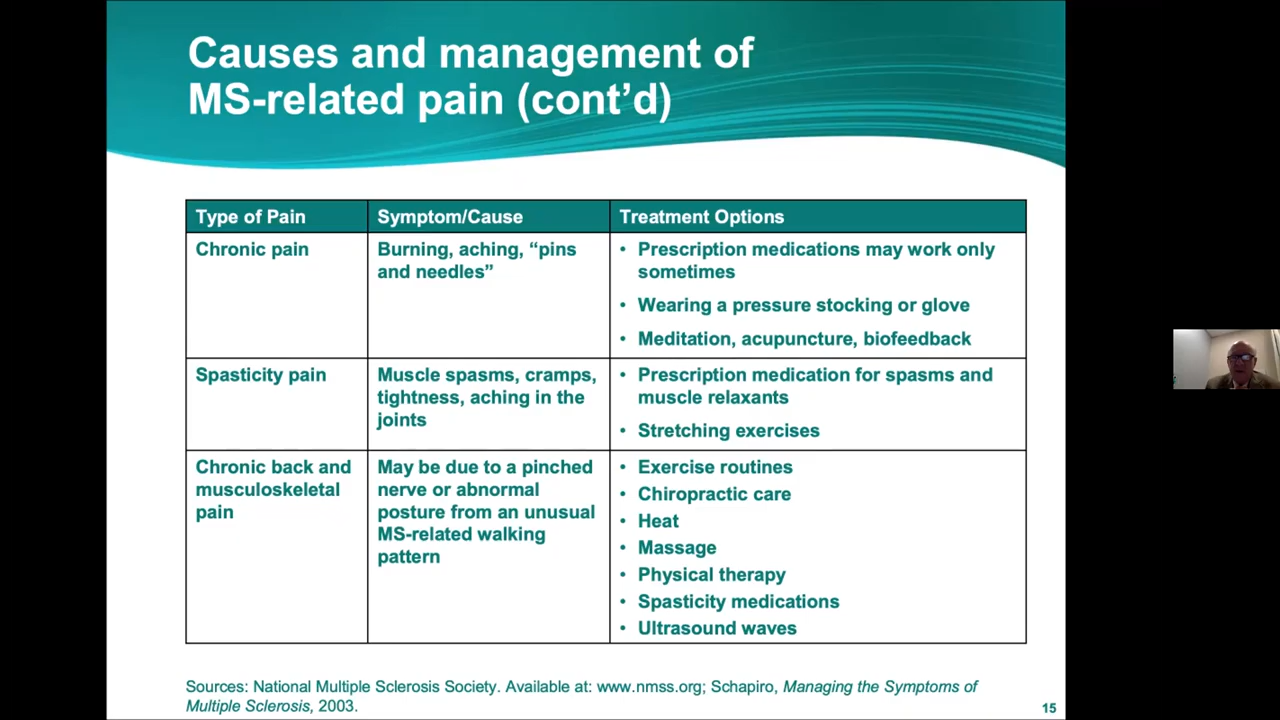 Causes and management of
MS-related pain (cont’d)
Type of Pain
Symptom/Cause
Treatment Options
Chronic pain
Burning, aching, “pins
and needles”
• Prescription medications may work only
sometimes
• Wearing a pressure stocking or glove
• Meditation, acupuncture, biofeedback
Spasticity pain
Muscle spasms, cramps,
tightness, aching in the
joints
• Prescription medication for spasms and
muscle relaxants
• Stretching exercises
Chronic back and
musculoskeletal
pain
May be due to a pinched
nerve or abnormal
posture from an unusual
MS-related walking
pattern
• Exercise routines
• Chiropractic care
• Heat
• Massage
• Physical therapy
• Spasticity medications
• Ultrasound waves
Sources: National Multiple Sclerosis Society. Available at: www.nmss.org; Schapiro, Managing the Symptoms of
Multiple Sclerosis, 2003.
15